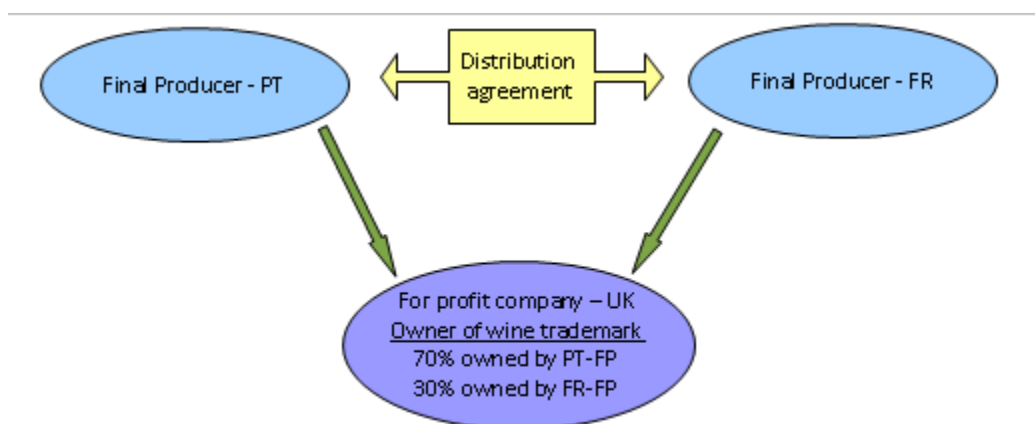 Final Producer - PT
Distribution
agreement
Final Producer - FR
For profit company – UK
Owner of wine trademark
70% owned by PT-FP
30% owned by FR-FP